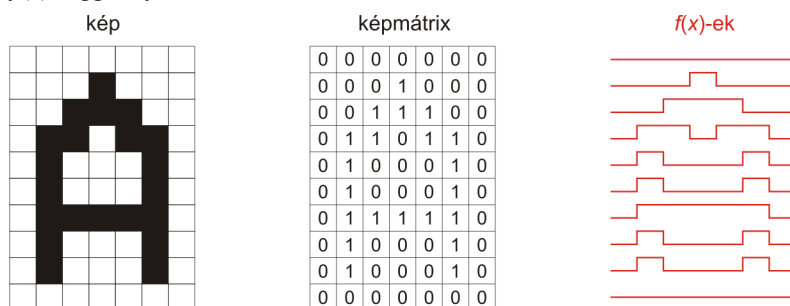 kép képmátrix f(x)-ek
0 0 0 0 0 0 0
0 0 0 1 0 0 0
0 0 1 1 1 0 0
0 1 1 0 1 1 0
0 1 0 0 0 1 0
0 1 0 0 0 1 0
0 1 1 1 1 1 0
0 1 0 0 0 1 0
0 1 0 0 0 1 0
0 0 0 0 0 0 0